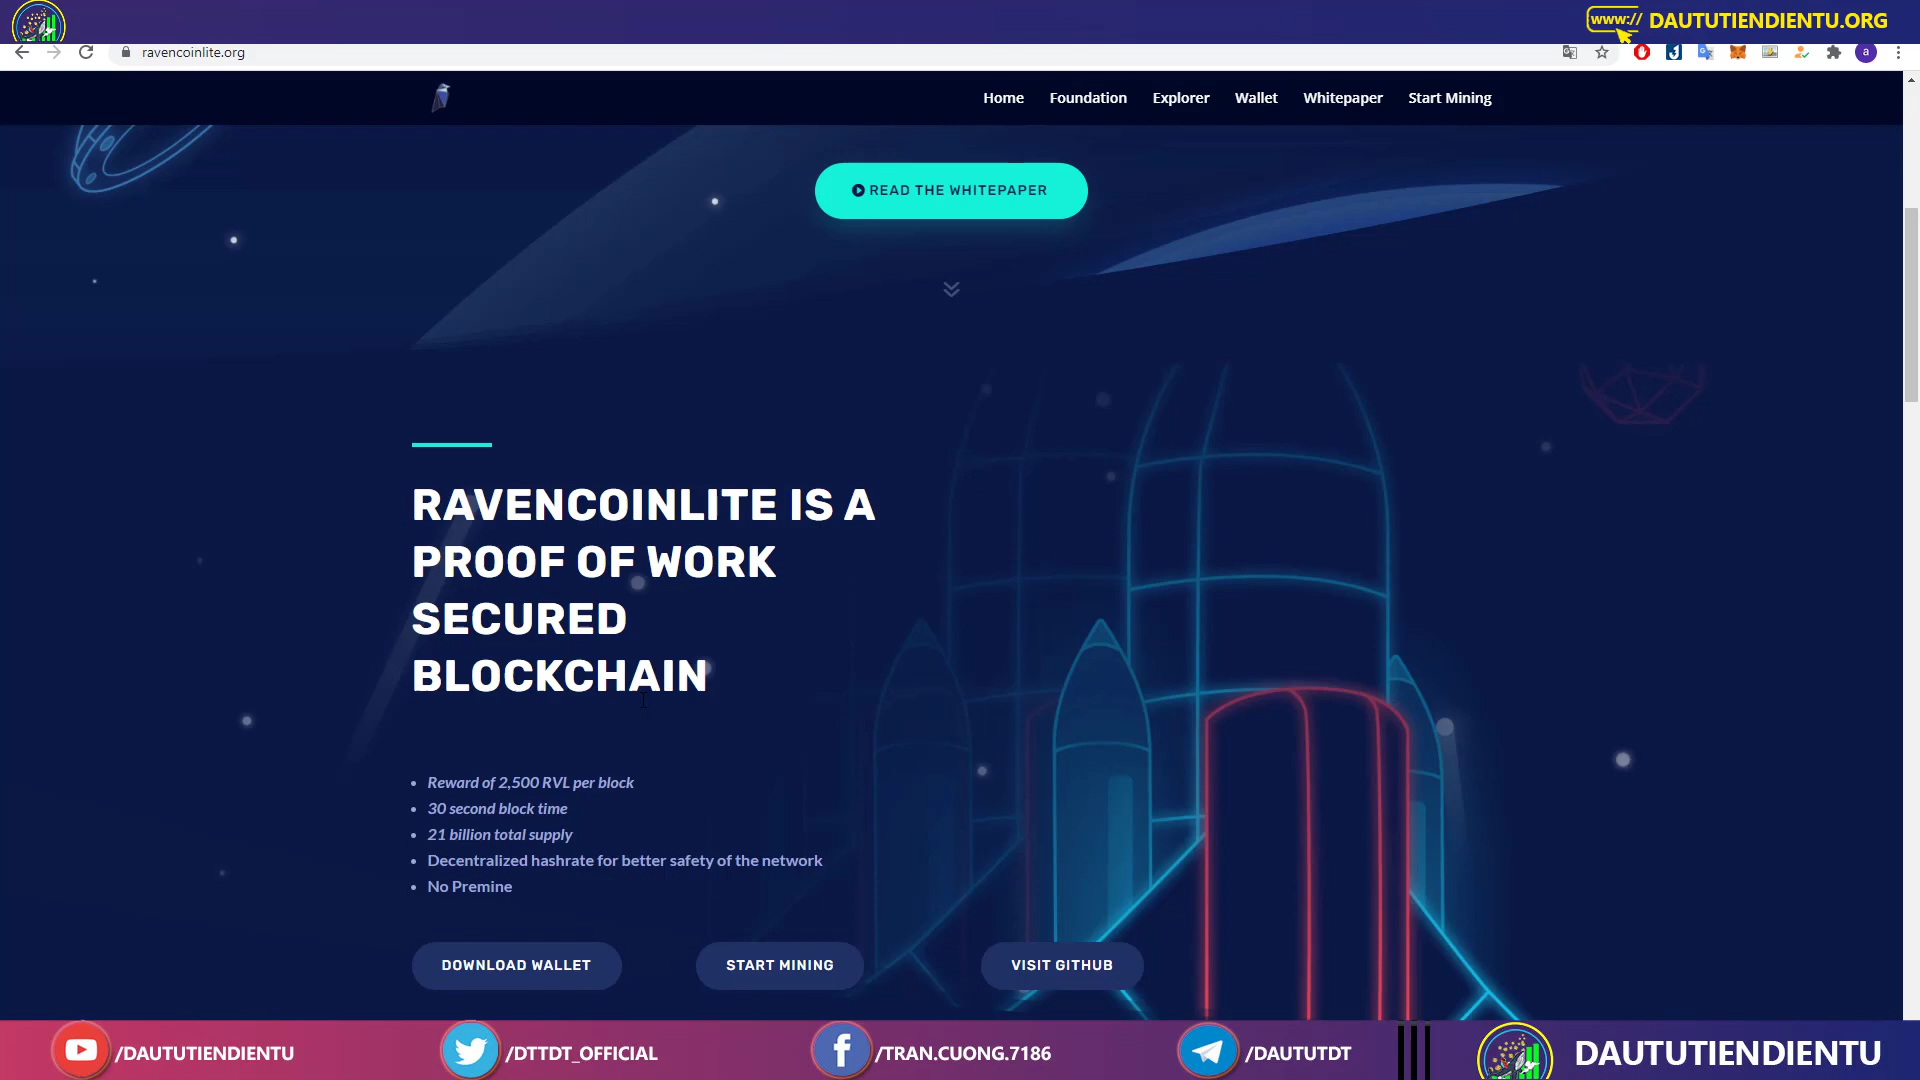 www:// DAUTUTIENDIENTU.ORG
ravencoinlite.org
a
Home Foundation Explorer Wallet Whitepaper Start Mining
READ THE WHITEPAPER
RAVENCOINLITE IS A
PROOF OF WORK
SECURED
BLOCKCHAIN
• Reward of 2,500 RVL per block
• 30 second block time
• 21 billion total supply
• Decentralized hashrate for better safety of the network
• No Premine
DOWNLOAD WALLET START MINING VISIT GITHUB
/DAUTUTIENDIENTU /DTTDT_OFFICIAL /TRAN.CUONG.7186 /DAUTUTDT DAUTUTIENDIENTU